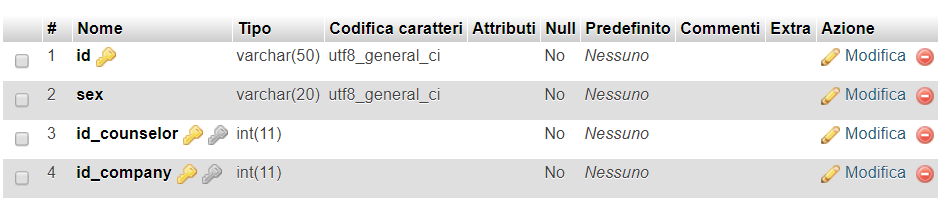 # Nome Tipo Codifica caratteri Attributi Null Predefinito Commenti Extra Azione
1 id varchar(50) utf8_general_ci No Nessuno Modifica
2 sex varchar(20) utf8_general_ci No Nessuno Modifica
3 id_counselor int(11) No Nessuno Modifica
4 id_company int(11) No Nessuno Modifica